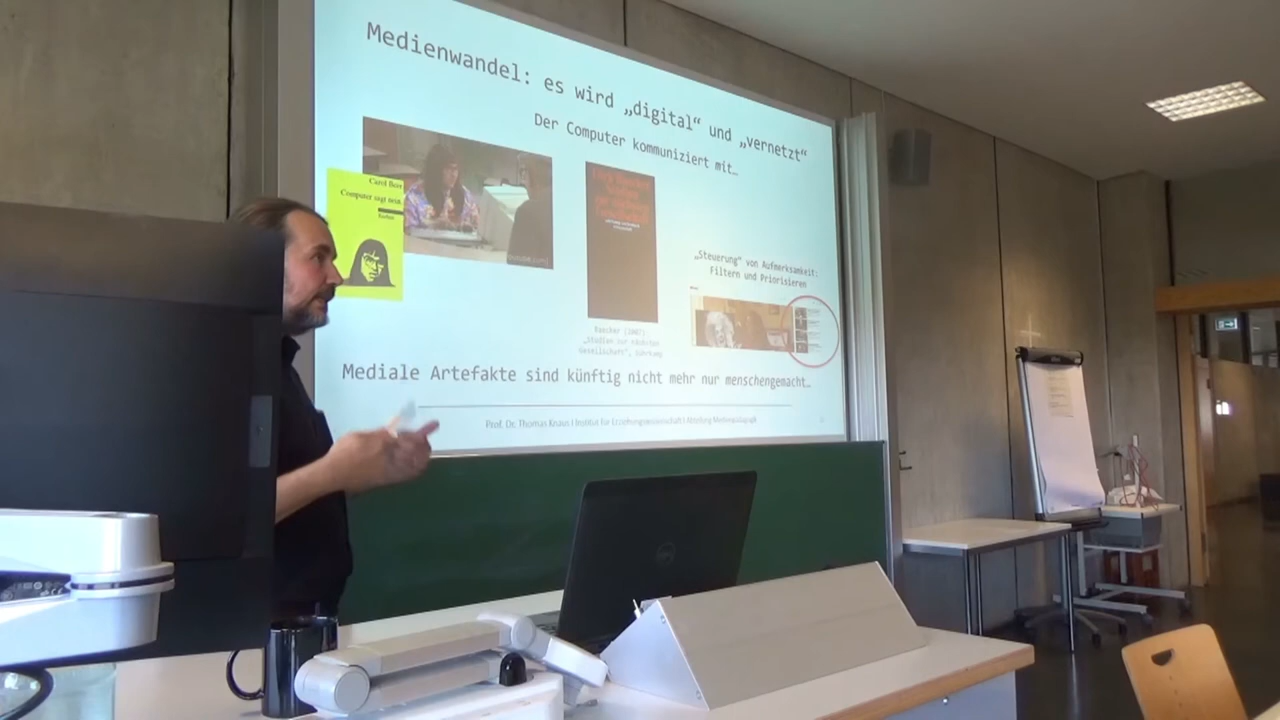 Medienwandel: es wird „digital“ und „vernetzt“
Der Computer kommuniziert mit…
Carol Beer
Computer sagt nein.
„Steuerung“ von Aufmerksamkeit:
Filtern und Priorisieren
Baecker (2007):
„Studien zur nächsten
Gesellschaft“, Suhrkamp
Mediale Artefakte sind künftig nicht mehr nur menschengemacht…
Prof. Dr. Thomas Knaus I Institut für Erziehungswissenschaft I Abteilung Medienpädagogik
DELL